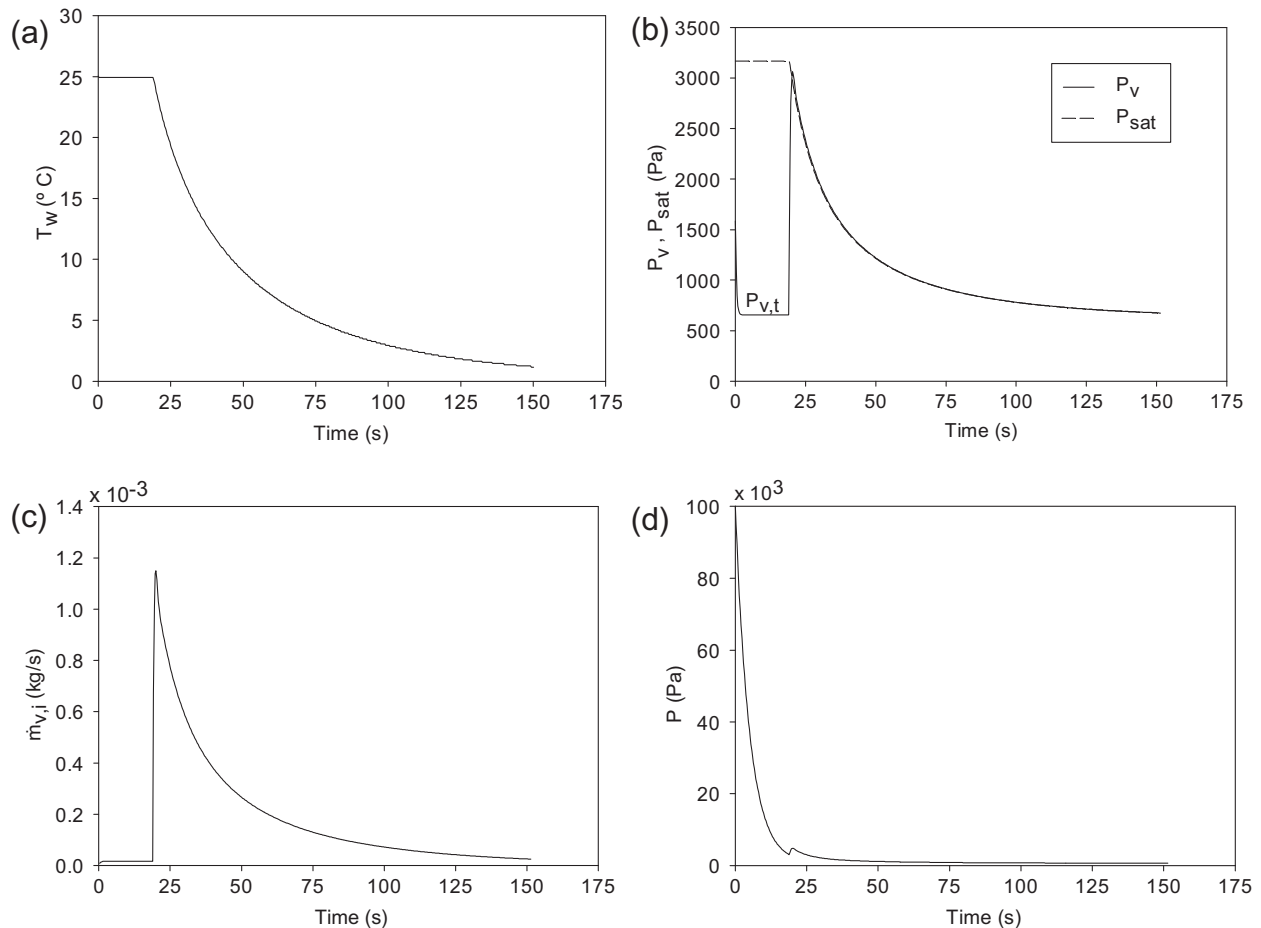 (a)
30
25
20
15
10
5
0
T_w (º C)
0 25 50 75 100 125 150 175
Time (s)
(b)
3500
3000
2500
2000
1500
1000
500
0
P_v , P_sat (Pa)
P_v
P_sat
P_v,t
0 25 50 75 100 125 150 175
Time (s)
(c)
x 10^-3
1.4
1.2
1.0
0.8
0.6
0.4
0.2
0.0
ṁ_v,i (kg/s)
0 25 50 75 100 125 150 175
Time (s)
(d)
x 10^3
100
80
60
40
20
0
P (Pa)
0 25 50 75 100 125 150 175
Time (s)